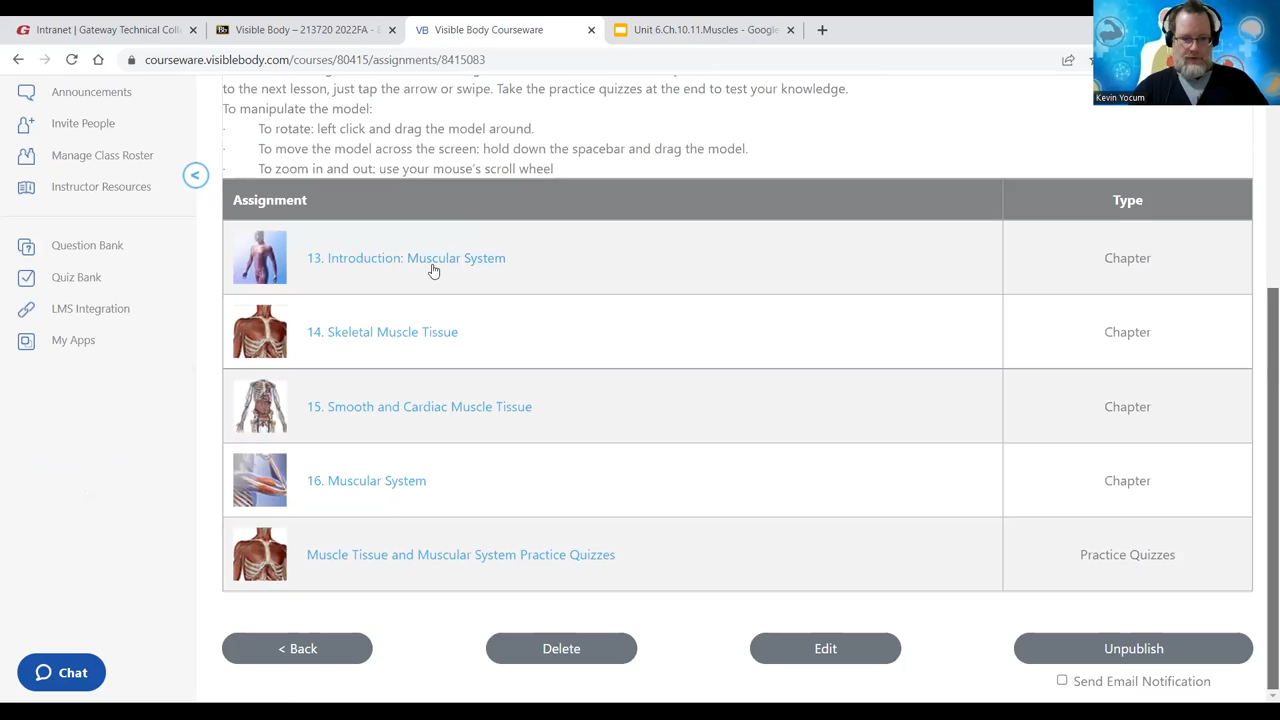 Intranet | Gateway Technical Coll
Visible Body – 213720 2022FA -
Visible Body Courseware
Unit 6.Ch.10.11.Muscles - Google
courseware.visiblebody.com/courses/80415/assignments/8415083
Kevin Yocum
Announcements
Invite People
Manage Class Roster
Instructor Resources
Question Bank
Quiz Bank
LMS Integration
My Apps
Chat
to the next lesson, just tap the arrow or swipe. Take the practice quizzes at the end to test your knowledge.
To manipulate the model:
· To rotate: left click and drag the model around.
· To move the model across the screen: hold down the spacebar and drag the model.
· To zoom in and out: use your mouse's scroll wheel
Assignment Type
13. Introduction: Muscular System Chapter
14. Skeletal Muscle Tissue Chapter
15. Smooth and Cardiac Muscle Tissue Chapter
16. Muscular System Chapter
Muscle Tissue and Muscular System Practice Quizzes Practice Quizzes
< Back Delete Edit Unpublish
Send Email Notification